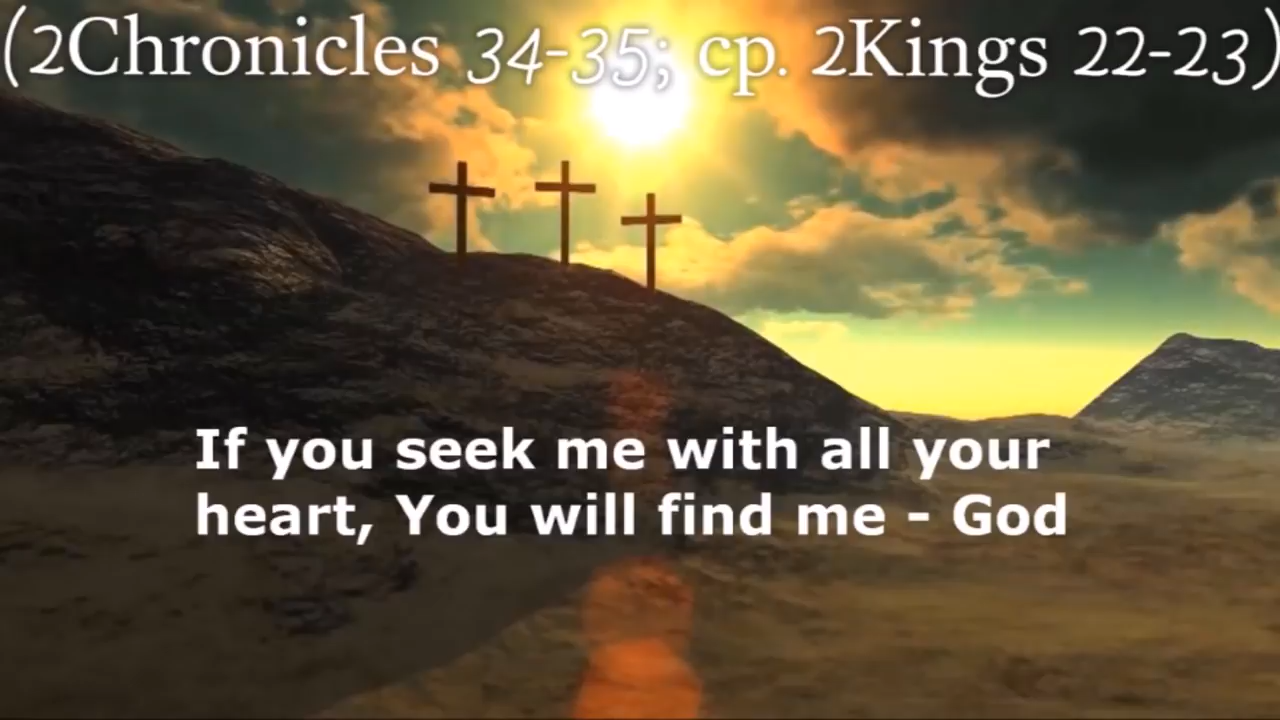 (2Chronicles 34-35; cp. 2Kings 22-23)
If you seek me with all your
heart, You will find me - God